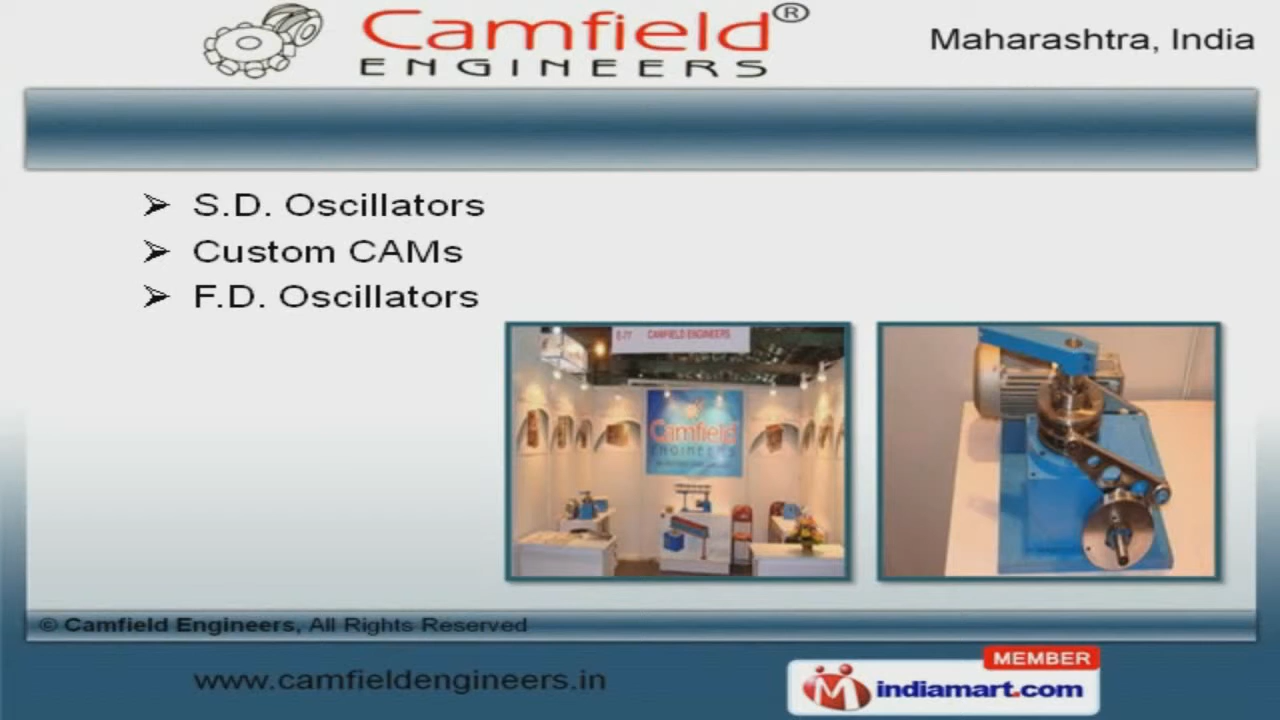 Camfield®
ENGINEERS
Maharashtra, India
➢ S.D. Oscillators
➢ Custom CAMs
➢ F.D. Oscillators
E-77 CAMFIELD ENGINEERS
Camfield
ENGINEERS
© Camfield Engineers, All Rights Reserved
www.camfieldengineers.in
MEMBER
indiamart.com